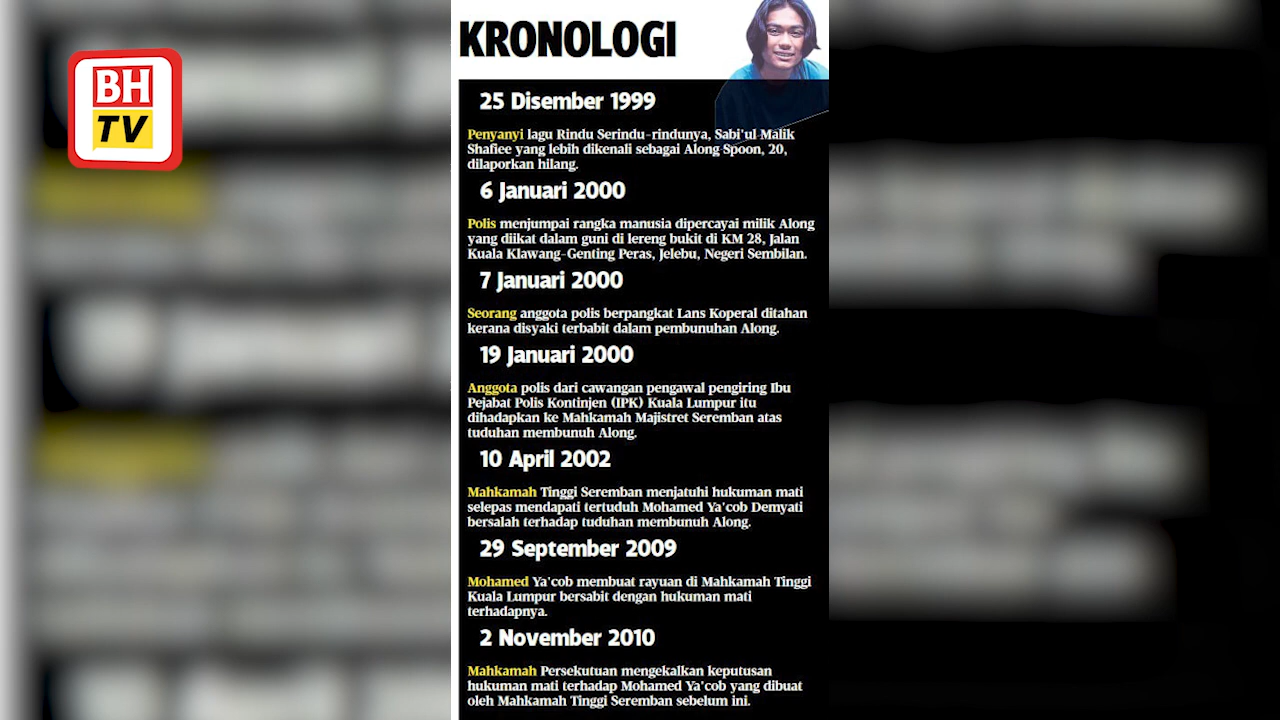 BH
TV
KRONOLOGI
25 Disember 1999
Penyanyi lagu Rindu Serindu-rindunya, Sabi'ul Malik
Shafiee yang lebih dikenali sebagai Along Spoon, 20,
dilaporkan hilang.
6 Januari 2000
Polis menjumpai rangka manusia dipercayai milik Along
yang diikat dalam guni di lereng bukit di KM 28, Jalan
Kuala Klawang-Genting Peras, Jelebu, Negeri Sembilan.
7 Januari 2000
Seorang anggota polis berpangkat Lans Koperal ditahan
kerana disyaki terbabit dalam pembunuhan Along.
19 Januari 2000
Anggota polis dari cawangan pengawal pengiring Ibu
Pejabat Polis Kontinjen (IPK) Kuala Lumpur itu
dihadapkan ke Mahkamah Majistret Seremban atas
tuduhan membunuh Along.
10 April 2002
Mahkamah Tinggi Seremban menjatuhi hukuman mati
selepas mendapati tertuduh Mohamed Ya'cob Demyati
bersalah terhadap tuduhan membunuh Along.
29 September 2009
Mohamed Ya'cob membuat rayuan di Mahkamah Tinggi
Kuala Lumpur bersabit dengan hukuman mati
terhadapnya.
2 November 2010
Mahkamah Persekutuan mengekalkan keputusan
hukuman mati terhadap Mohamed Ya'cob yang dibuat
oleh Mahkamah Tinggi Seremban sebelum ini.